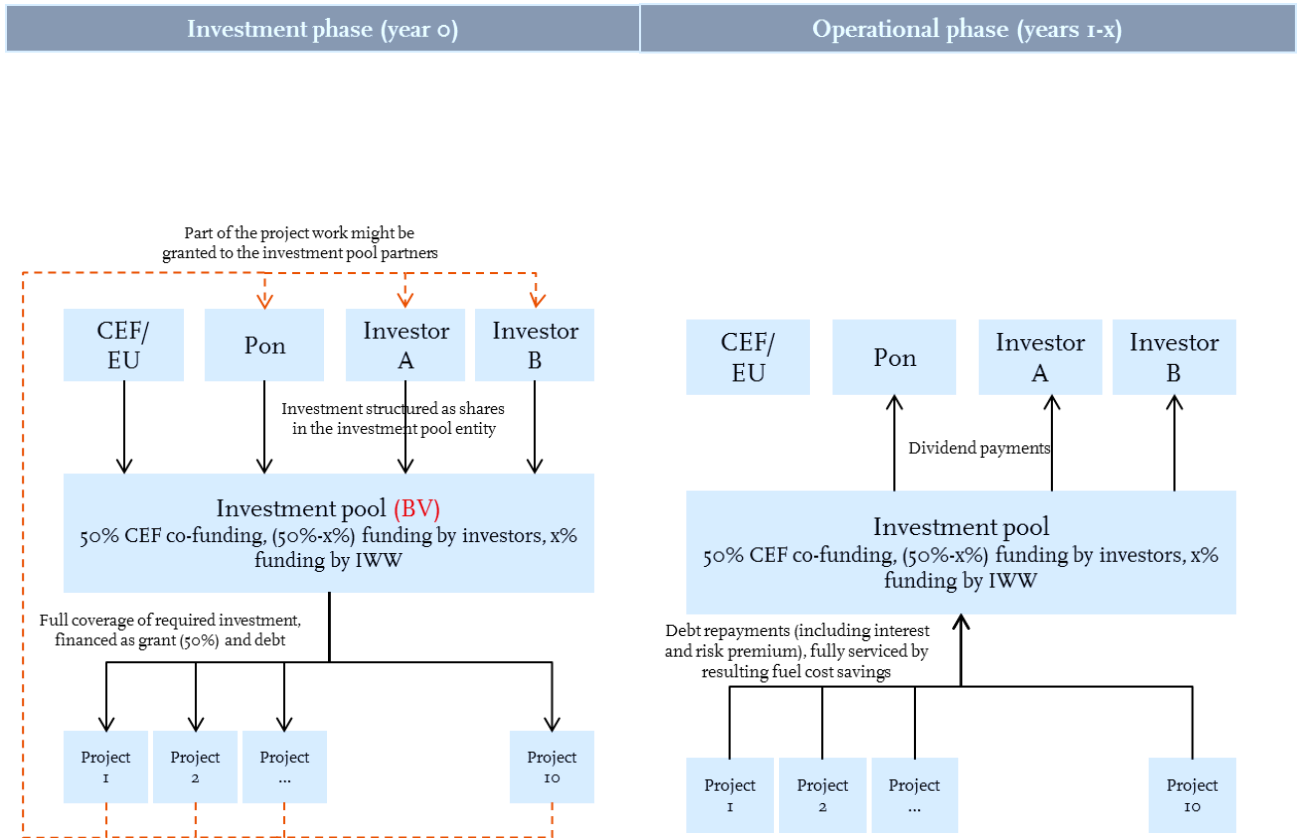 Investment phase (year 0)
Operational phase (years 1-x)
Part of the project work might be
granted to the investment pool partners
CEF/
EU
Pon
Investor
A
Investor
B
Investment structured as shares
in the investment pool entity
Investment pool (BV)
50% CEF co-funding, (50%-x%) funding by investors, x%
funding by IWW
Full coverage of required investment,
financed as grant (50%) and debt
Project
1
Project
2
Project
...
Project
10
CEF/
EU
Pon
Investor
A
Investor
B
Dividend payments
Investment pool
50% CEF co-funding, (50%-x%) funding by investors, x%
funding by IWW
Debt repayments (including interest
and risk premium), fully serviced by
resulting fuel cost savings
Project
1
Project
2
Project
...
Project
10